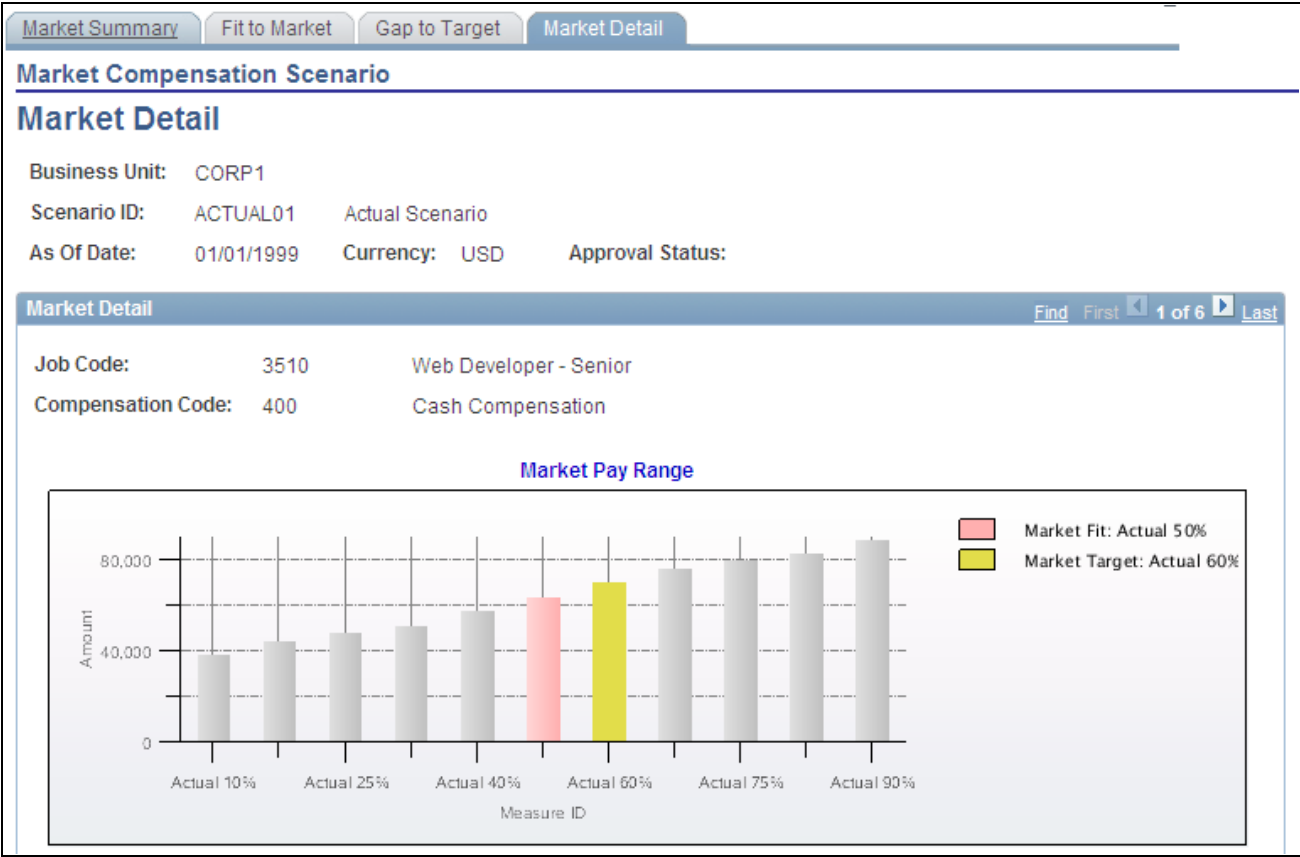 Market Summary Fit to Market Gap to Target Market Detail
Market Compensation Scenario
Market Detail
Business Unit: CORP1
Scenario ID: ACTUAL01 Actual Scenario
As Of Date: 01/01/1999 Currency: USD Approval Status:
Market Detail Find First 1 of 6 Last
Job Code: 3510 Web Developer - Senior
Compensation Code: 400 Cash Compensation
Market Pay Range
Market Fit: Actual 50%
Market Target: Actual 60%
80,000
40,000
0
Amount
Actual 10% Actual 25% Actual 40% Actual 60% Actual 75% Actual 90%
Measure ID